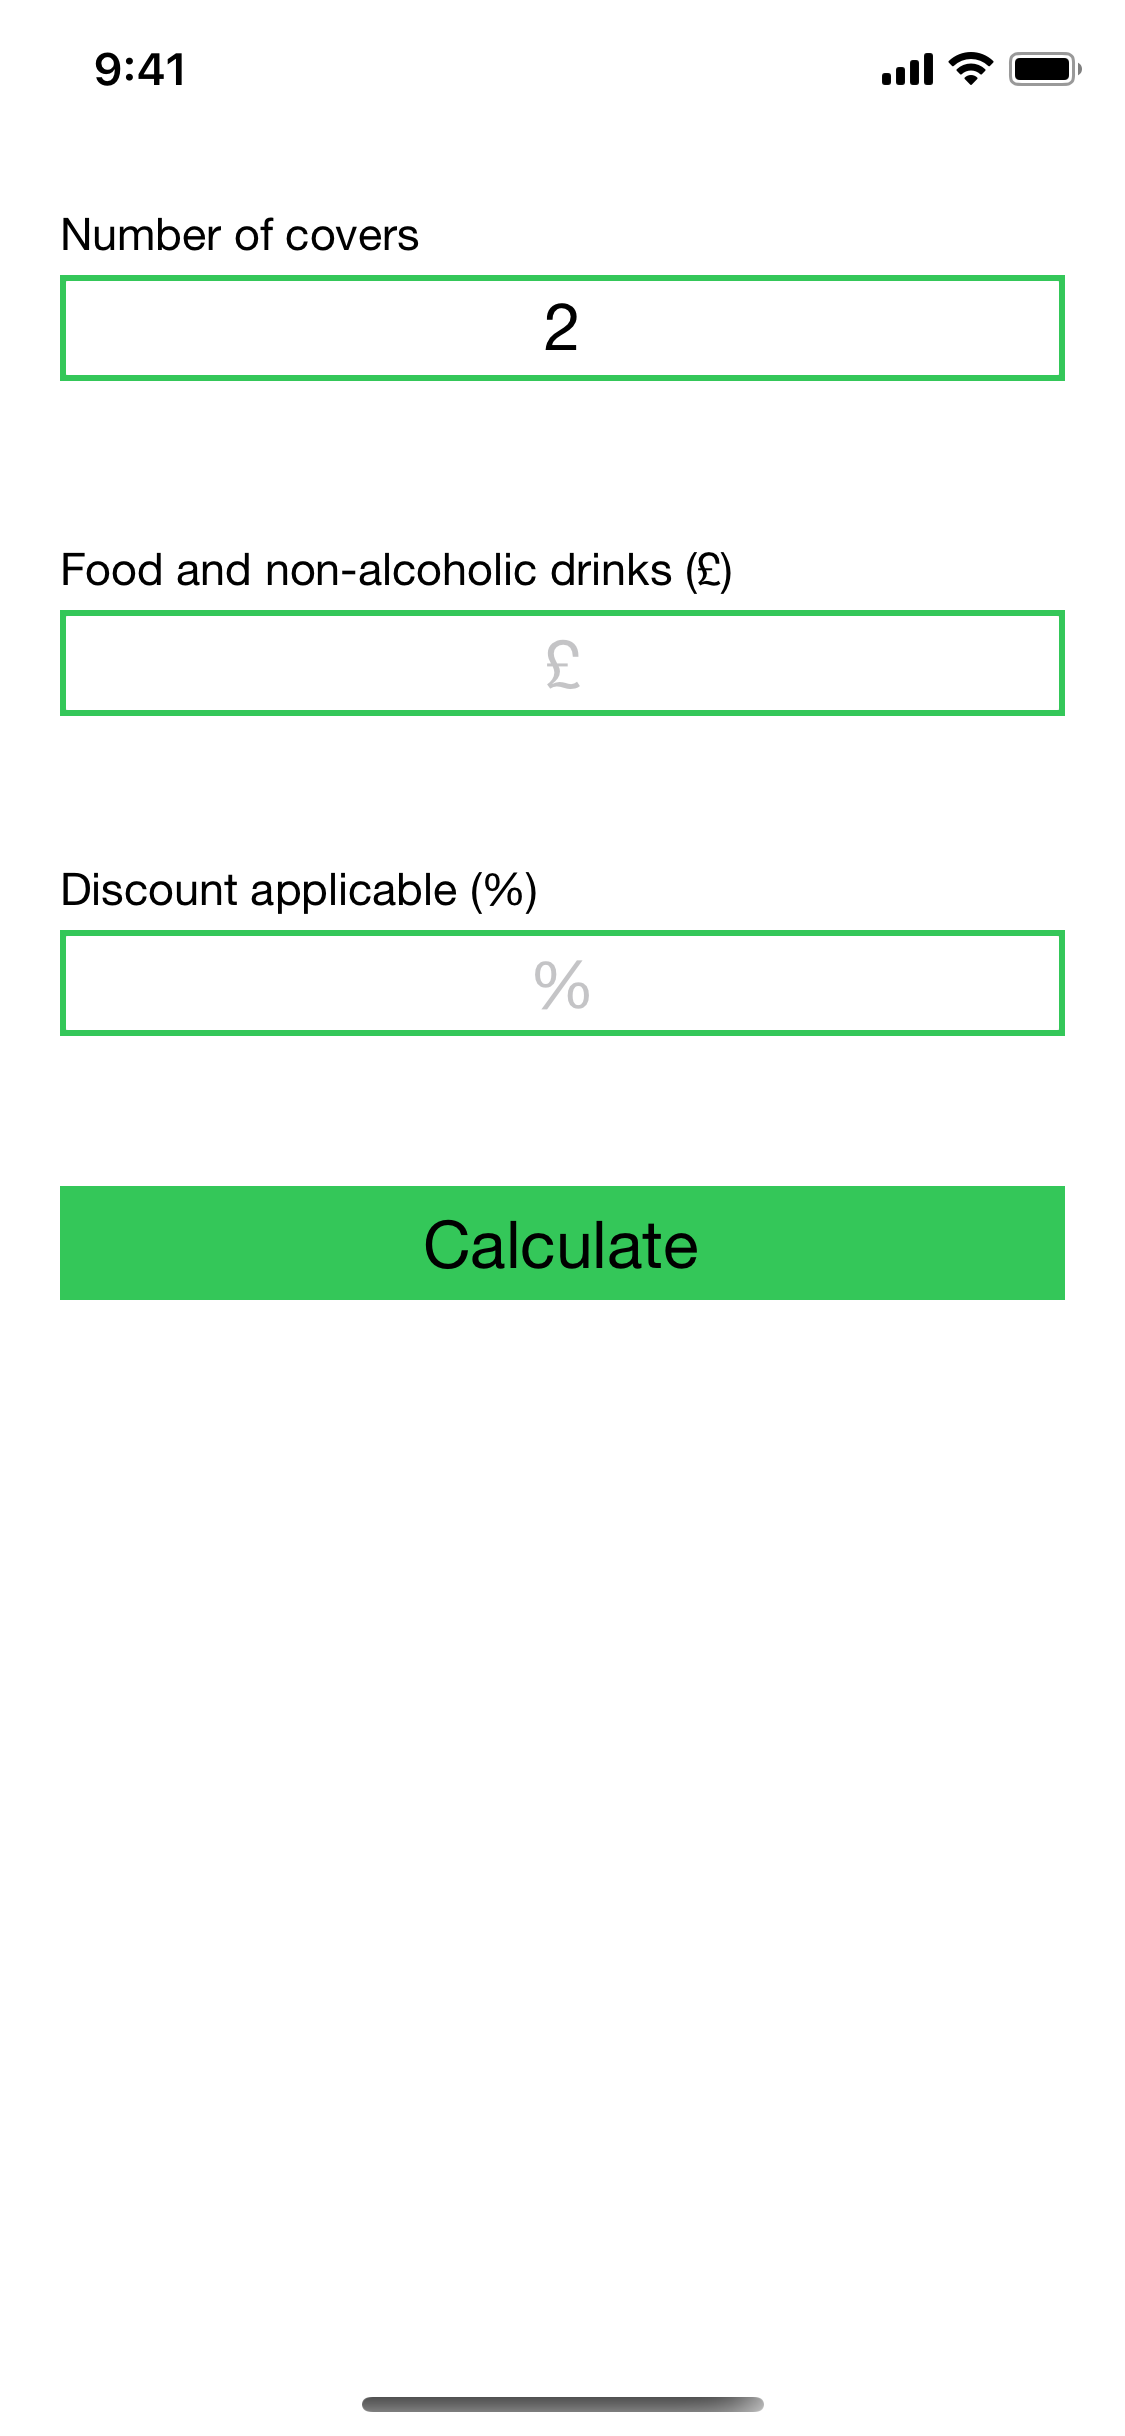 9:41
Number of covers
2
Food and non-alcoholic drinks (£)
£
Discount applicable (%)
%
Calculate